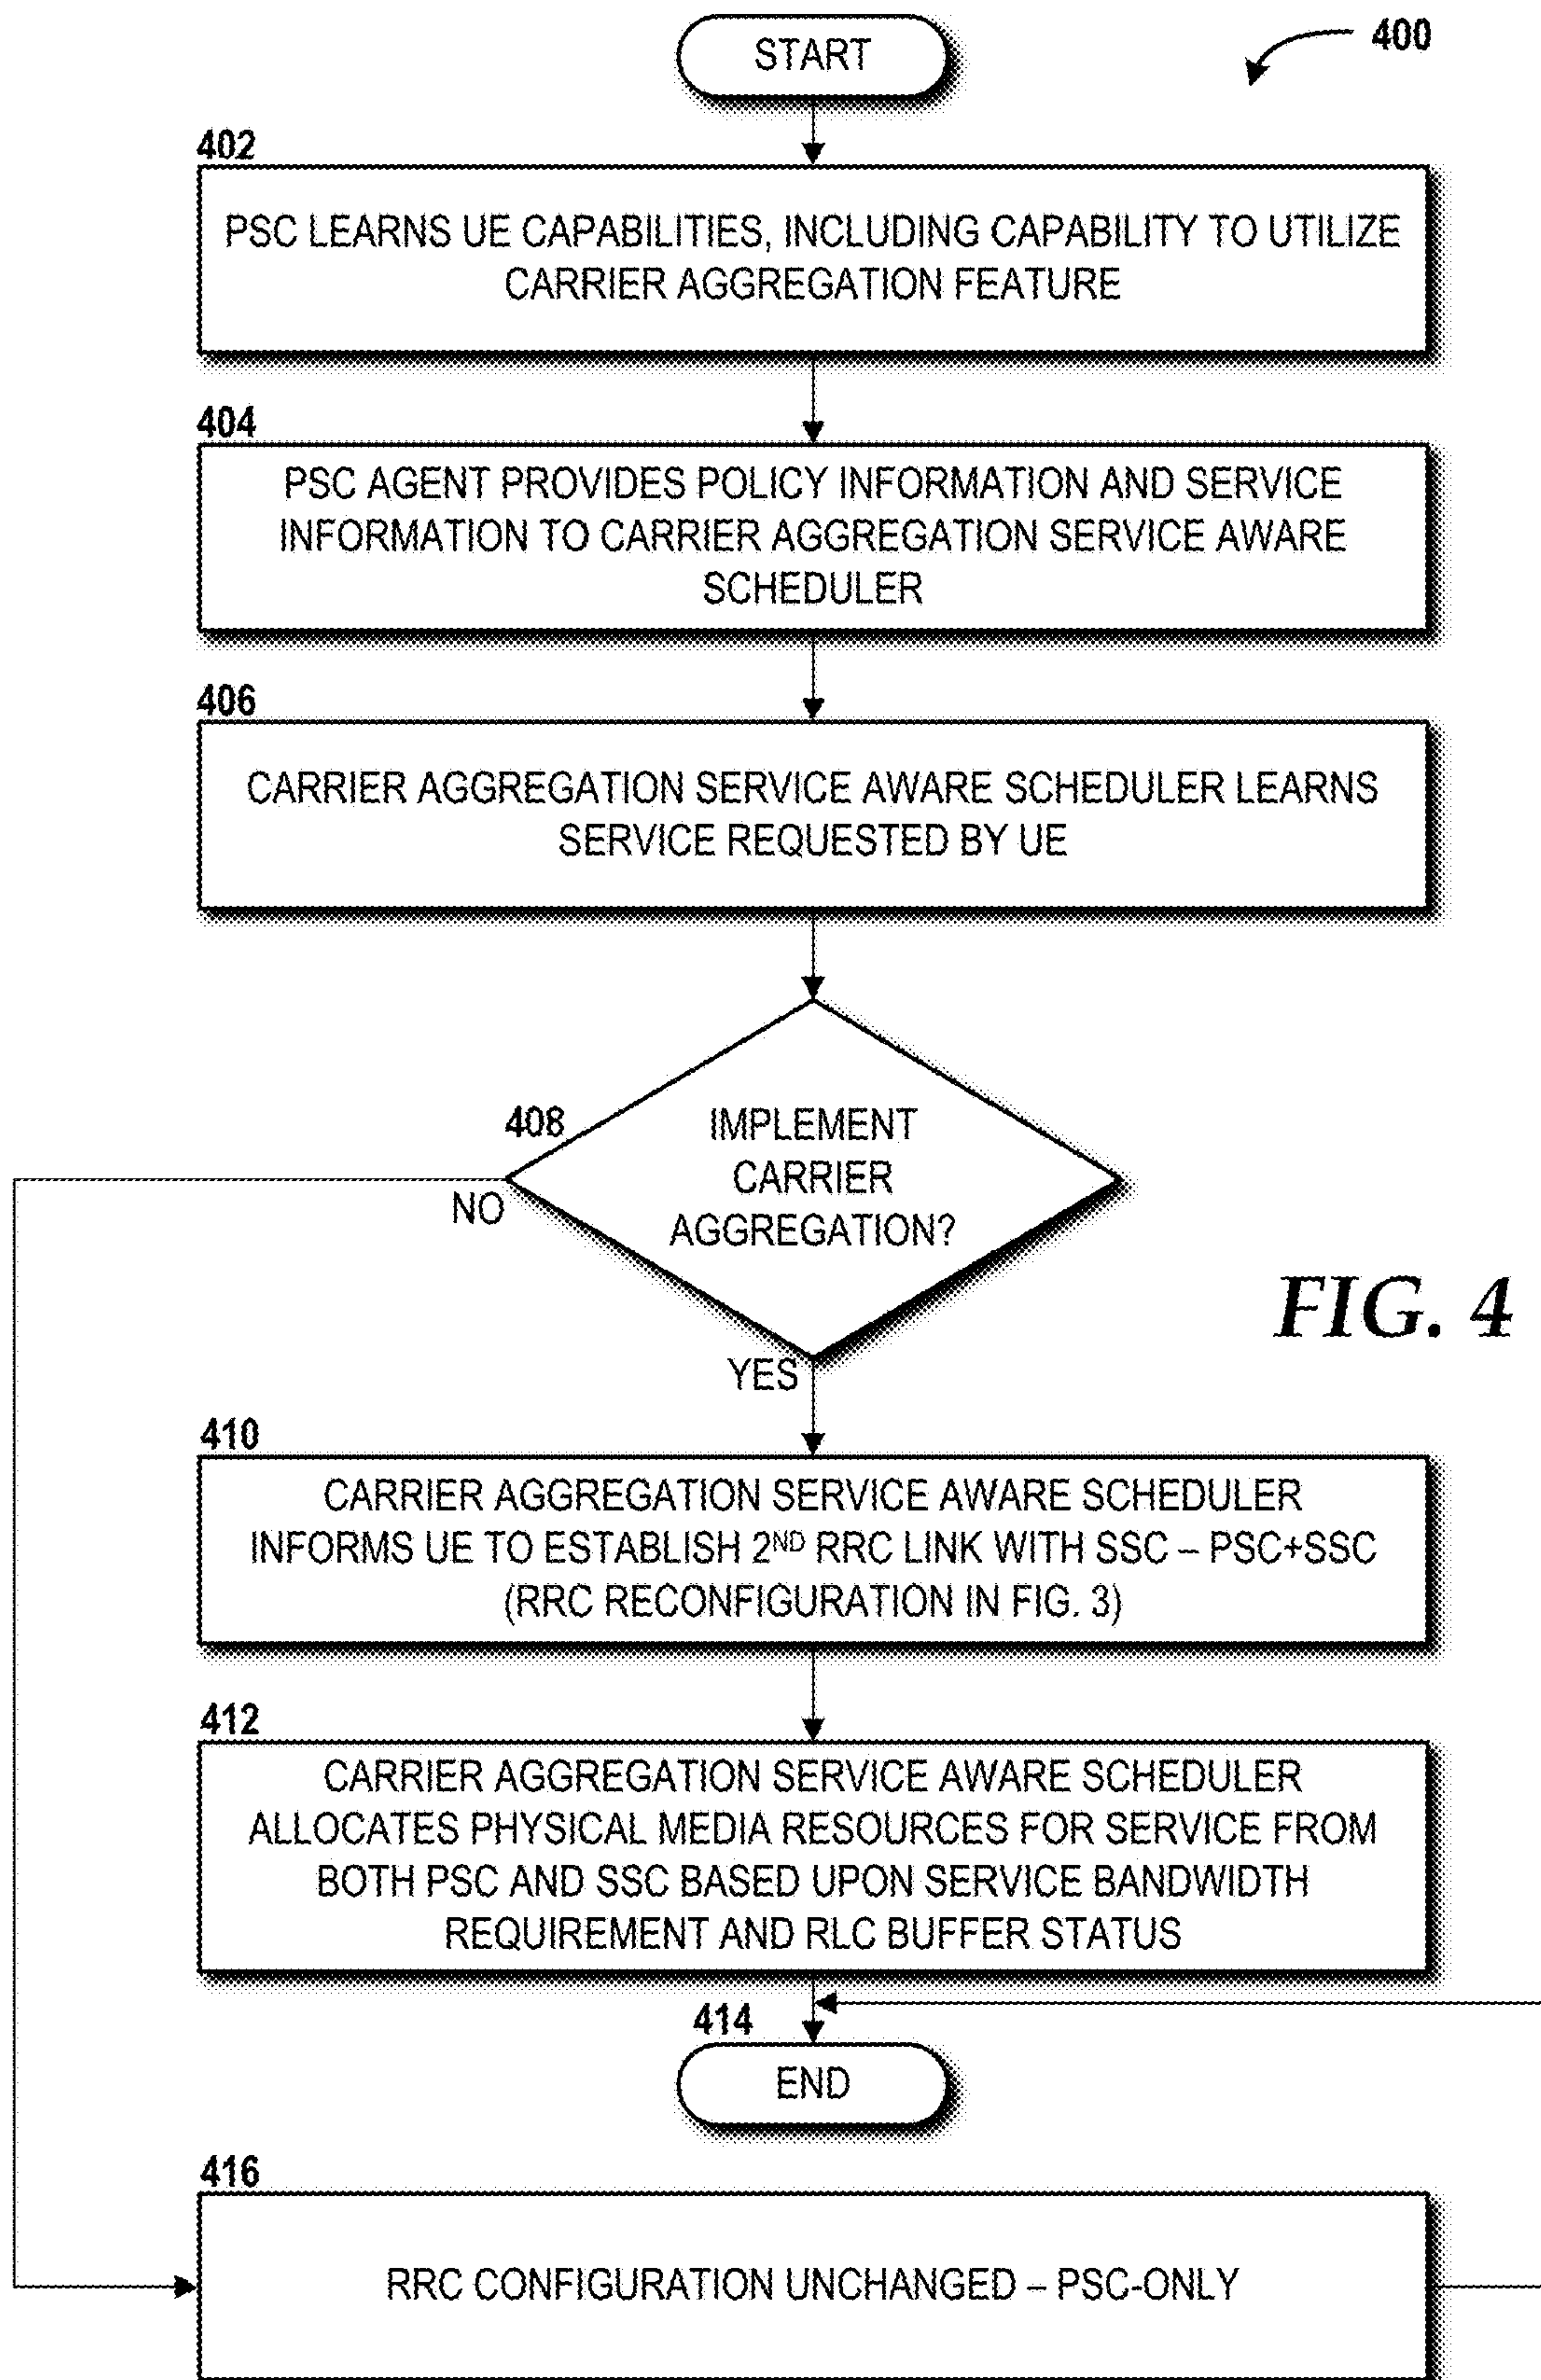 START
400
402
PSC LEARNS UE CAPABILITIES, INCLUDING CAPABILITY TO UTILIZE
CARRIER AGGREGATION FEATURE
404
PSC AGENT PROVIDES POLICY INFORMATION AND SERVICE
INFORMATION TO CARRIER AGGREGATION SERVICE AWARE
SCHEDULER
406
CARRIER AGGREGATION SERVICE AWARE SCHEDULER LEARNS
SERVICE REQUESTED BY UE
408
IMPLEMENT
CARRIER
AGGREGATION?
NO
FIG. 4
YES
410
CARRIER AGGREGATION SERVICE AWARE SCHEDULER
INFORMS UE TO ESTABLISH 2ND RRC LINK WITH SSC – PSC+SSC
(RRC RECONFIGURATION IN FIG. 3)
412
CARRIER AGGREGATION SERVICE AWARE SCHEDULER
ALLOCATES PHYSICAL MEDIA RESOURCES FOR SERVICE FROM
BOTH PSC AND SSC BASED UPON SERVICE BANDWIDTH
REQUIREMENT AND RLC BUFFER STATUS
414
END
416
RRC CONFIGURATION UNCHANGED – PSC-ONLY